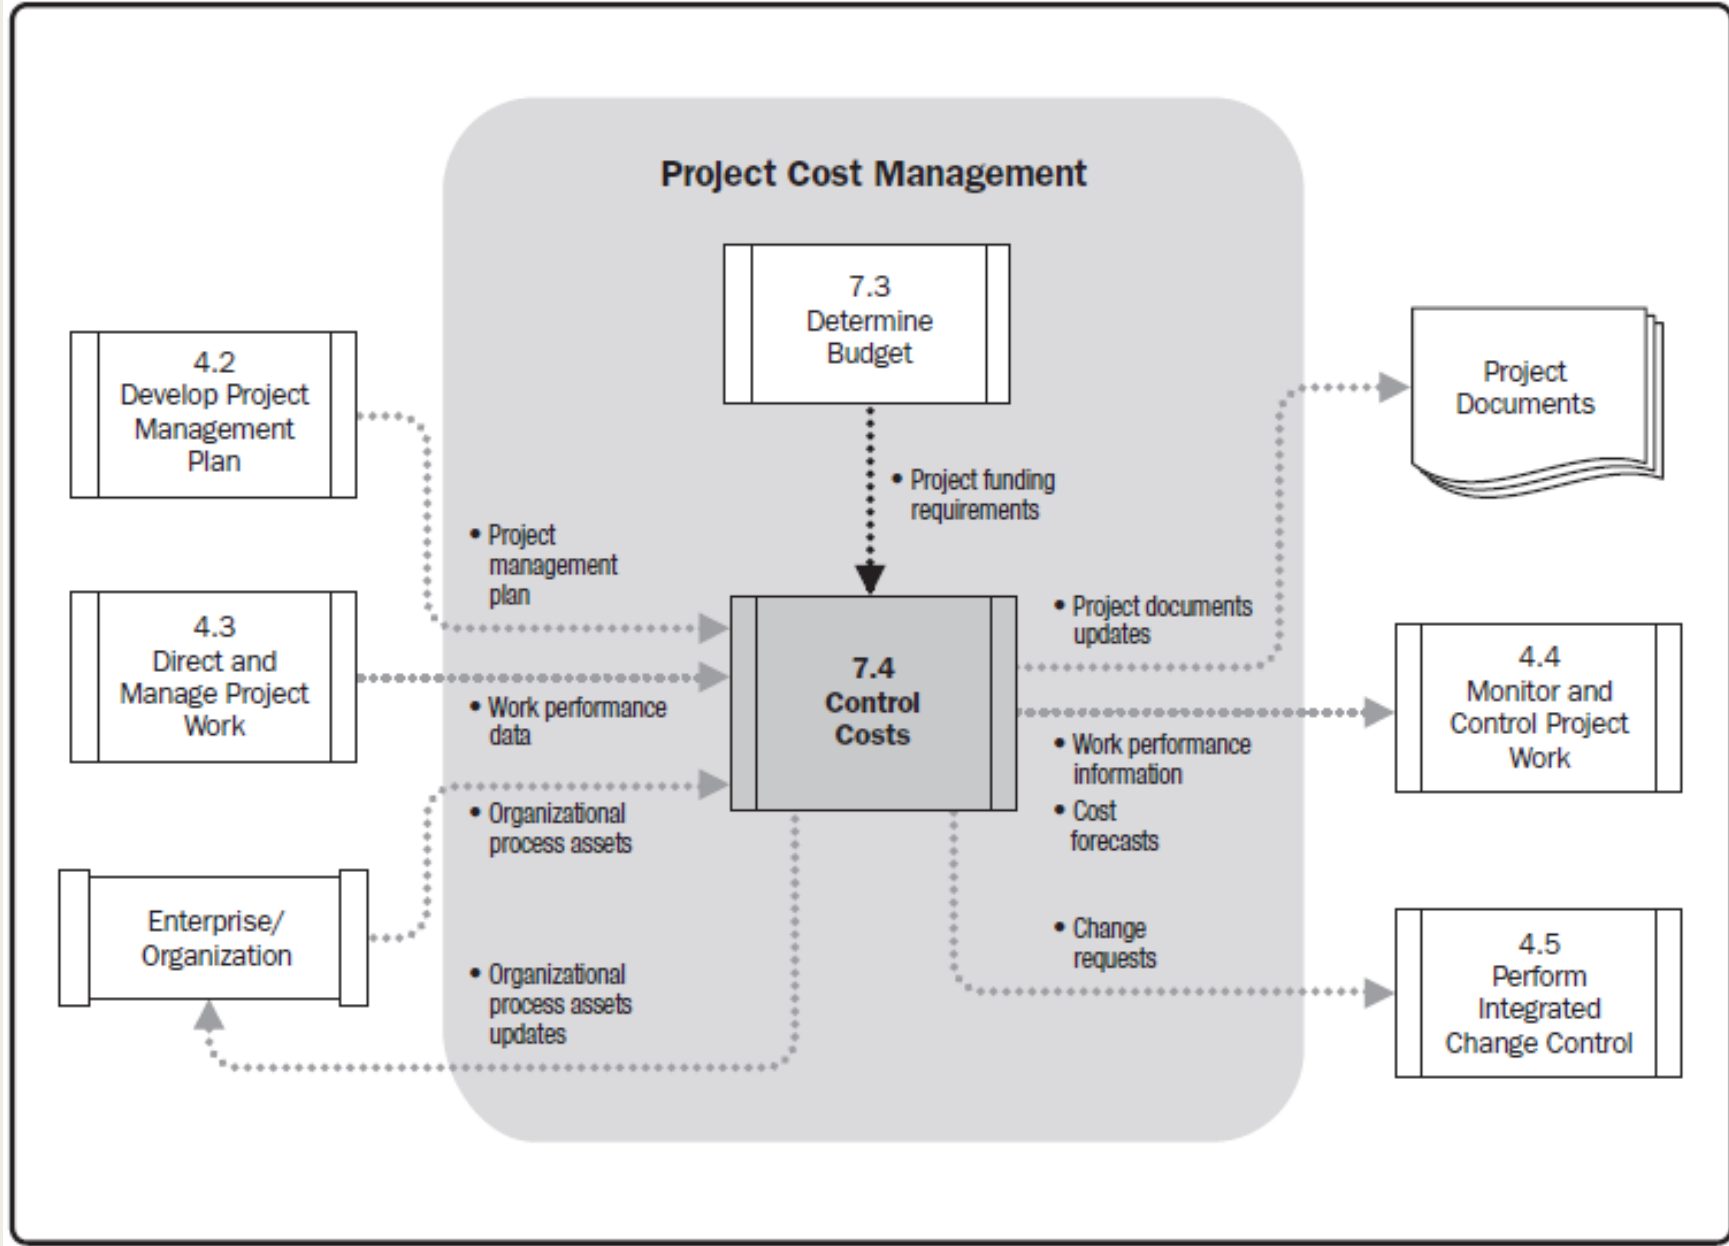 Project Cost Management
7.3
Determine
Budget
4.2
Develop Project
Management
Plan
Project
Documents
• Project funding
requirements
• Project
management
plan
4.3
Direct and
Manage Project
Work
• Project documents
updates
7.4
Control
Costs
4.4
Monitor and
Control Project
Work
• Work performance
data
• Work performance
information
• Cost
forecasts
• Organizational
process assets
Enterprise/
Organization
• Change
requests
4.5
Perform
Integrated
Change Control
• Organizational
process assets
updates